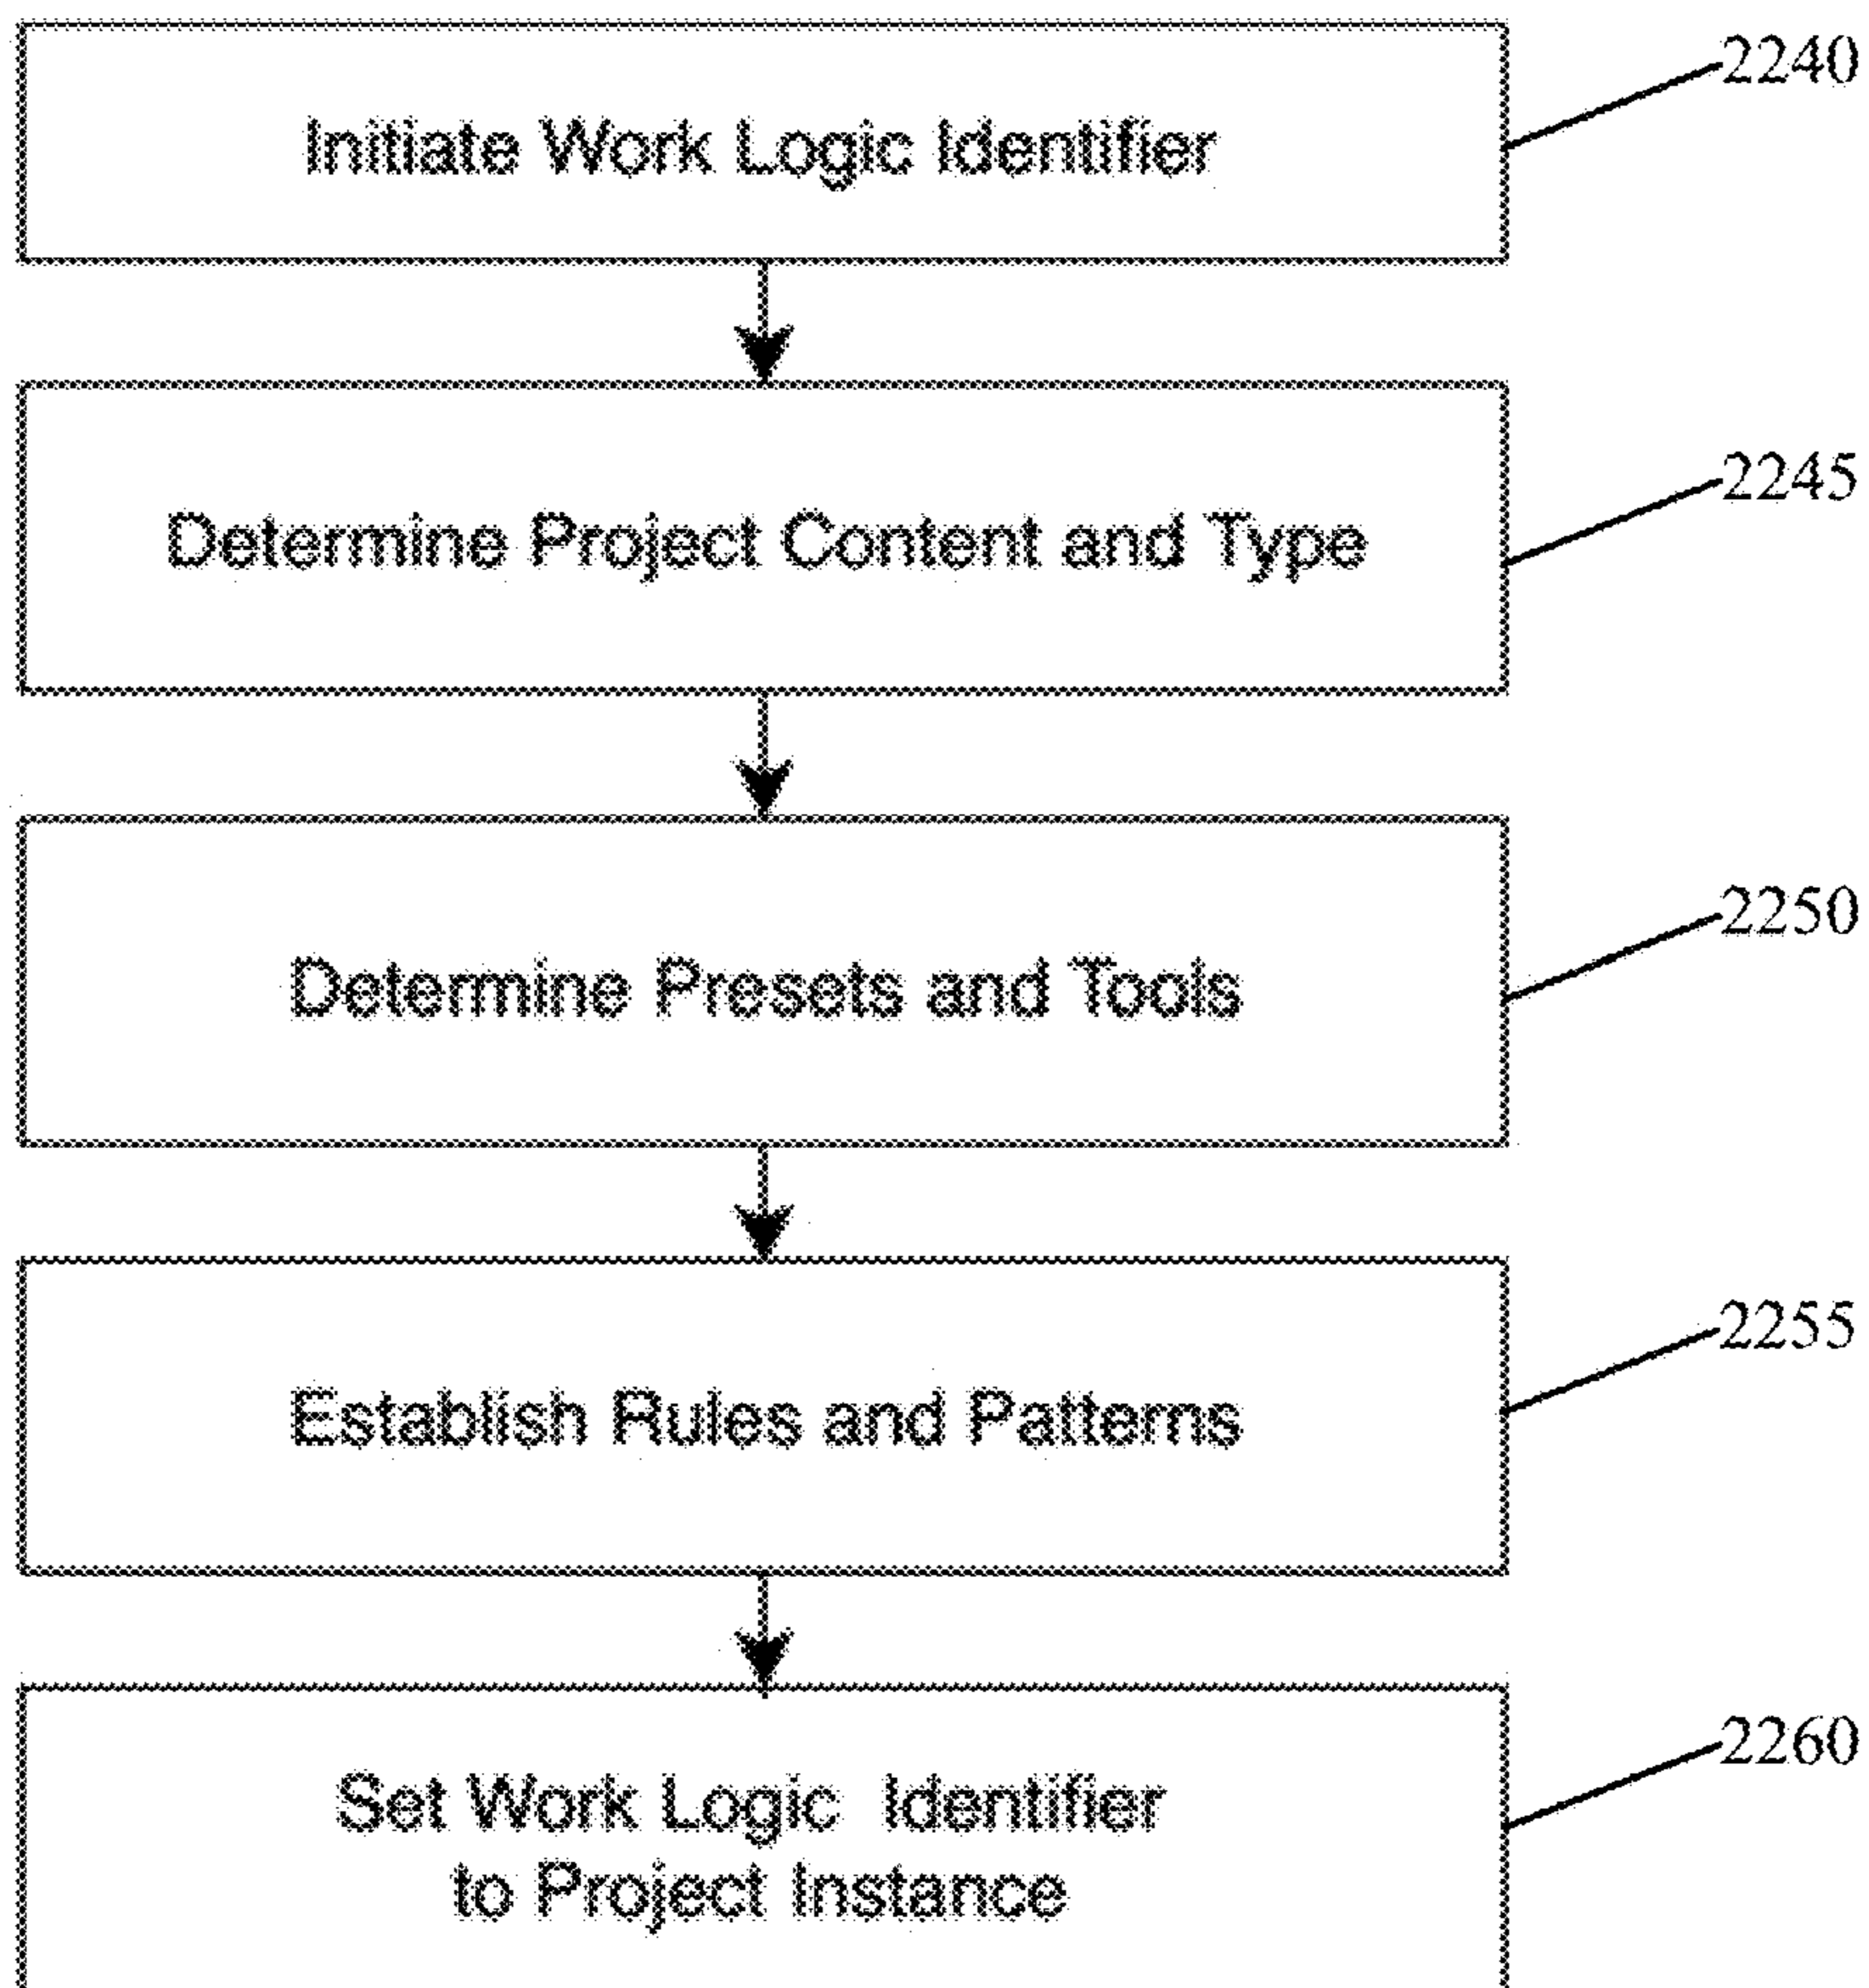 2240
Initiate Work Logic Identifier
2245
Determine Project Content and Type
2250
Determine Presets and Tools
2255
Establish Rules and Patterns
2260
Set Work Logic Identifier
to Project Instance